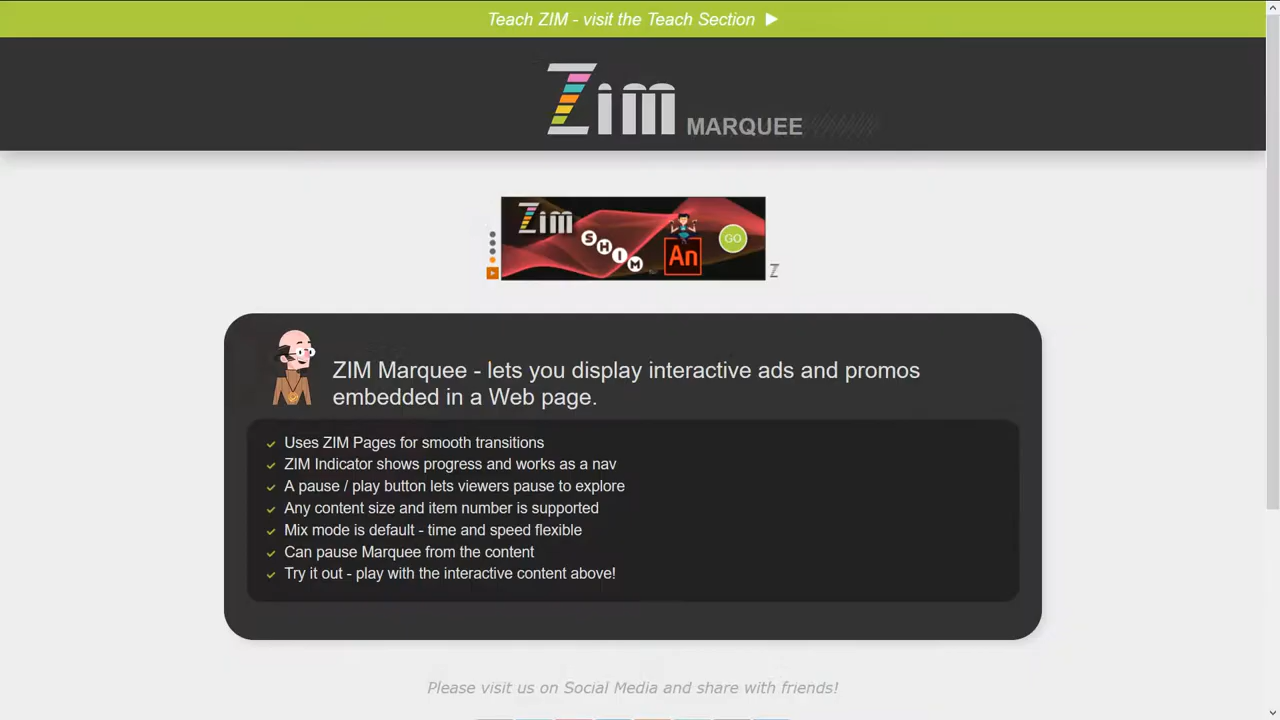 Teach ZIM - visit the Teach Section
Zim MARQUEE
Zim
SHIM
An
GO
Z
ZIM Marquee - lets you display interactive ads and promos
embedded in a Web page.
Uses ZIM Pages for smooth transitions
ZIM Indicator shows progress and works as a nav
A pause / play button lets viewers pause to explore
Any content size and item number is supported
Mix mode is default - time and speed flexible
Can pause Marquee from the content
Try it out - play with the interactive content above!
Please visit us on Social Media and share with friends!